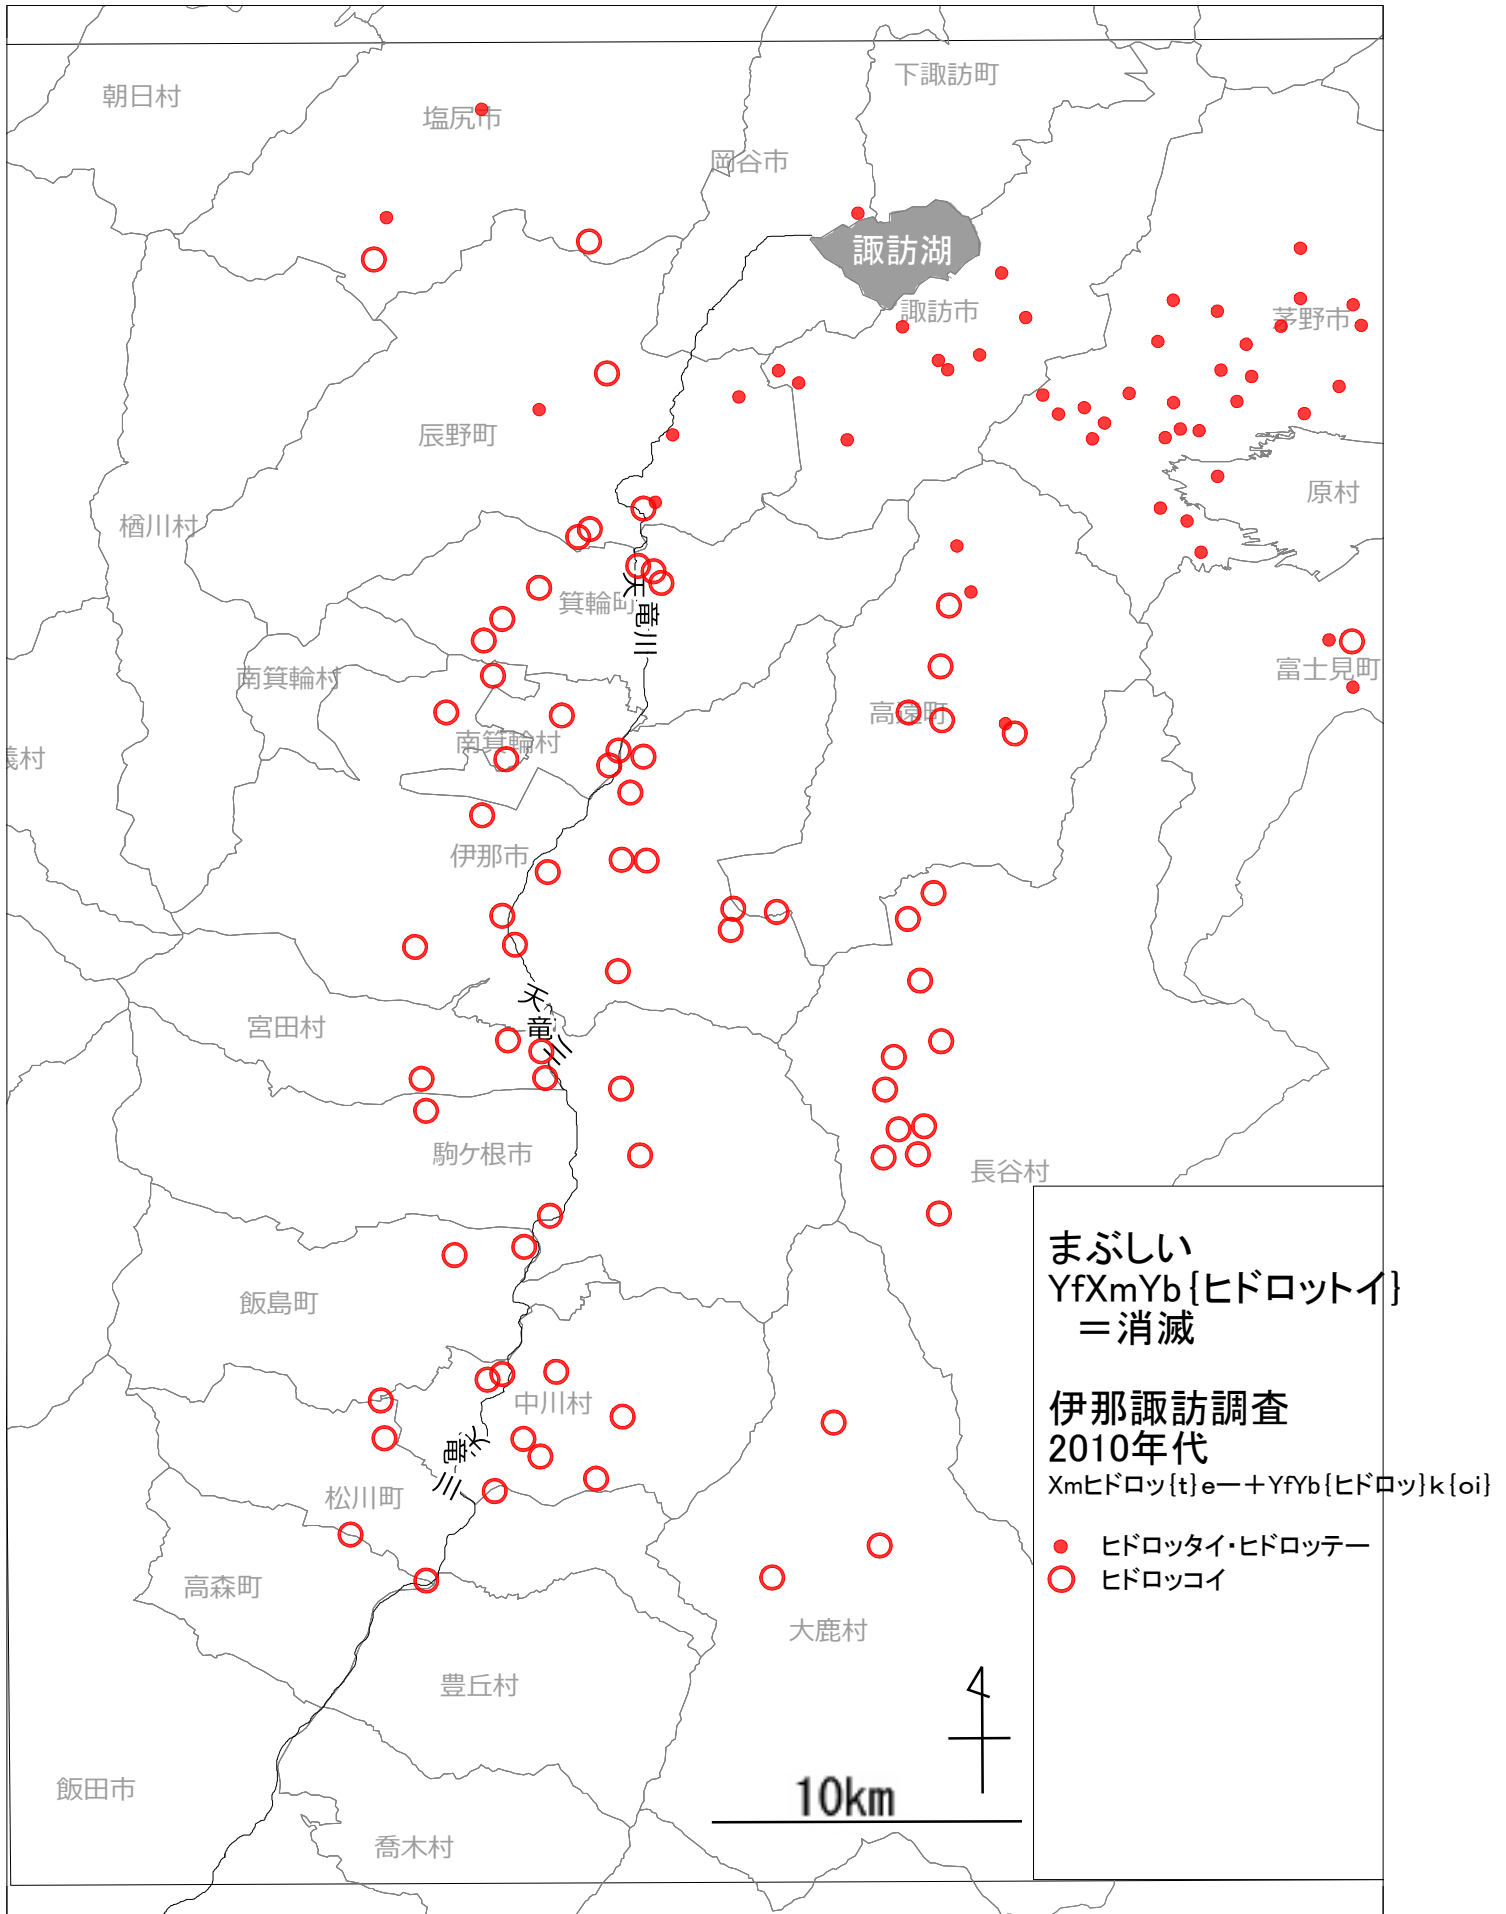 下諏訪町
朝日村
塩尻市
岡谷市
諏訪湖
諏訪市
茅野市
辰野町
原村
楢川村
箕輪町
天竜川
富士見町
南箕輪村
高遠町
南箕輪村
義村
伊那市
天竜川
宮田村
駒ケ根市
長谷村
飯島町
中川村
天竜川
松川町
高森町
大鹿村
豊丘村
飯田市
喬木村
10km
まぶしい
YfXmYb{ヒドロットイ}
＝消滅
伊那諏訪調査
2010年代
Xmヒドロッ{t}eー＋YfYb{ヒドロッ}k{oi}
ヒドロッタイ・ヒドロッテー
ヒドロッコイ